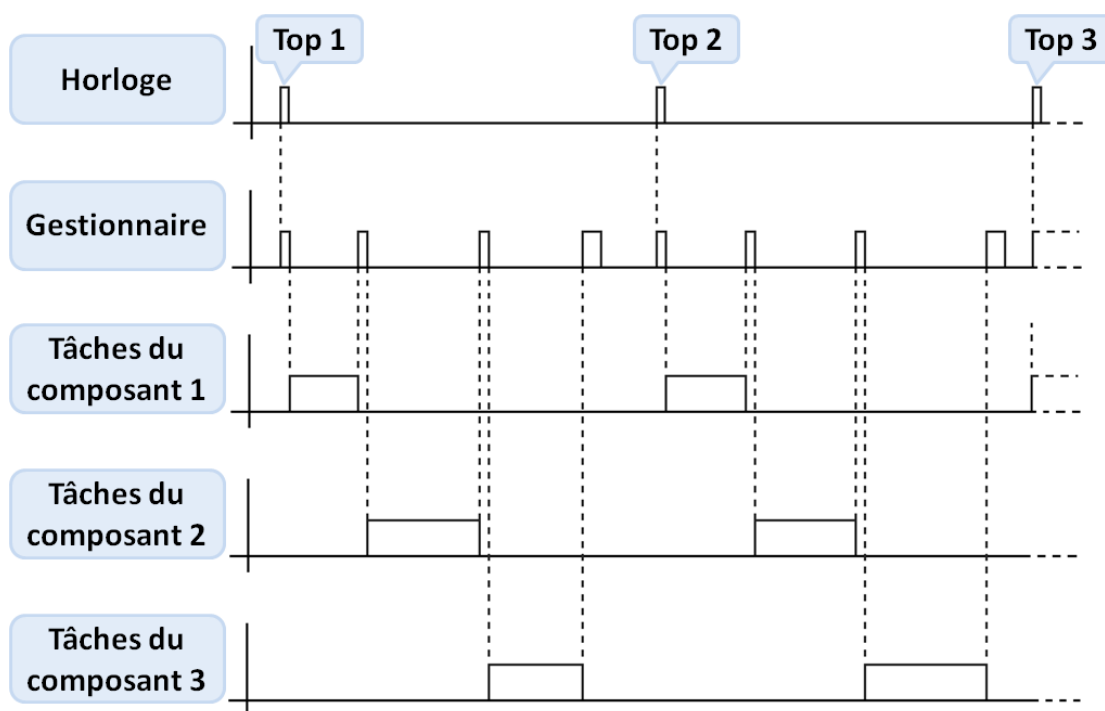 Top 1
Top 2
Top 3
Horloge
Gestionnaire
Tâches du
composant 1
Tâches du
composant 2
Tâches du
composant 3